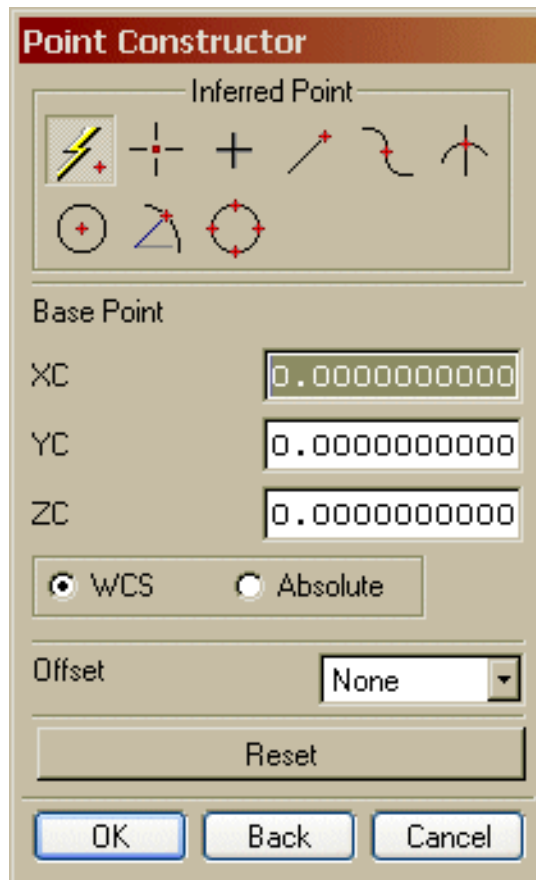 Point Constructor
Inferred Point
Base Point
XC 0.0000000000
YC 0.0000000000
ZC 0.0000000000
WCS Absolute
Offset None
Reset
OK Back Cancel